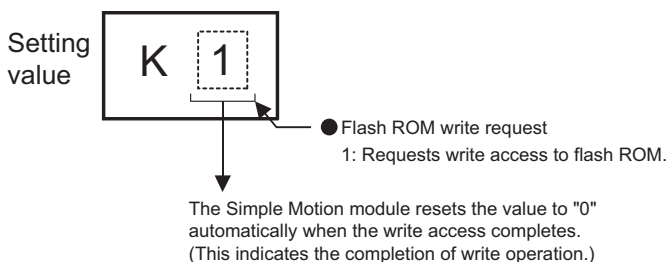 Setting
value
K 1
●Flash ROM write request
1: Requests write access to flash ROM.
The Simple Motion module resets the value to "0"
automatically when the write access completes.
(This indicates the completion of write operation.)